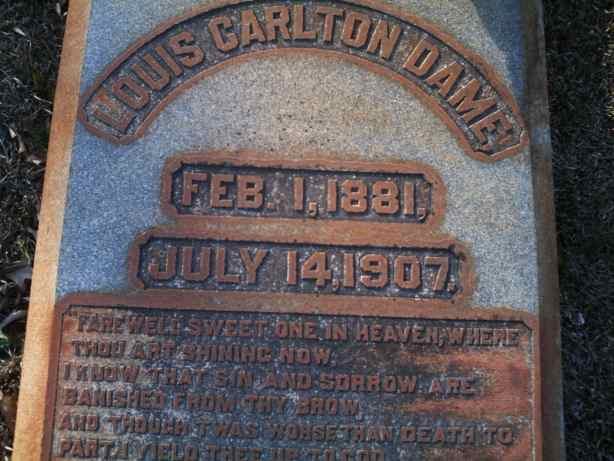 LOUIS CARLTON DAME
FEB. 1, 1881,
JULY 14, 1907.
FAREWELL SWEET ONE IN HEAVEN, WHERE
THOU ART SHINING NOW.
I KNOW THAT SIN AND SORROW ARE
BANISHED FROM THY BROW,
AND THOUGH T'WAS WORSE THAN DEATH TO
PART, I YIELD THEE UP TO GOD